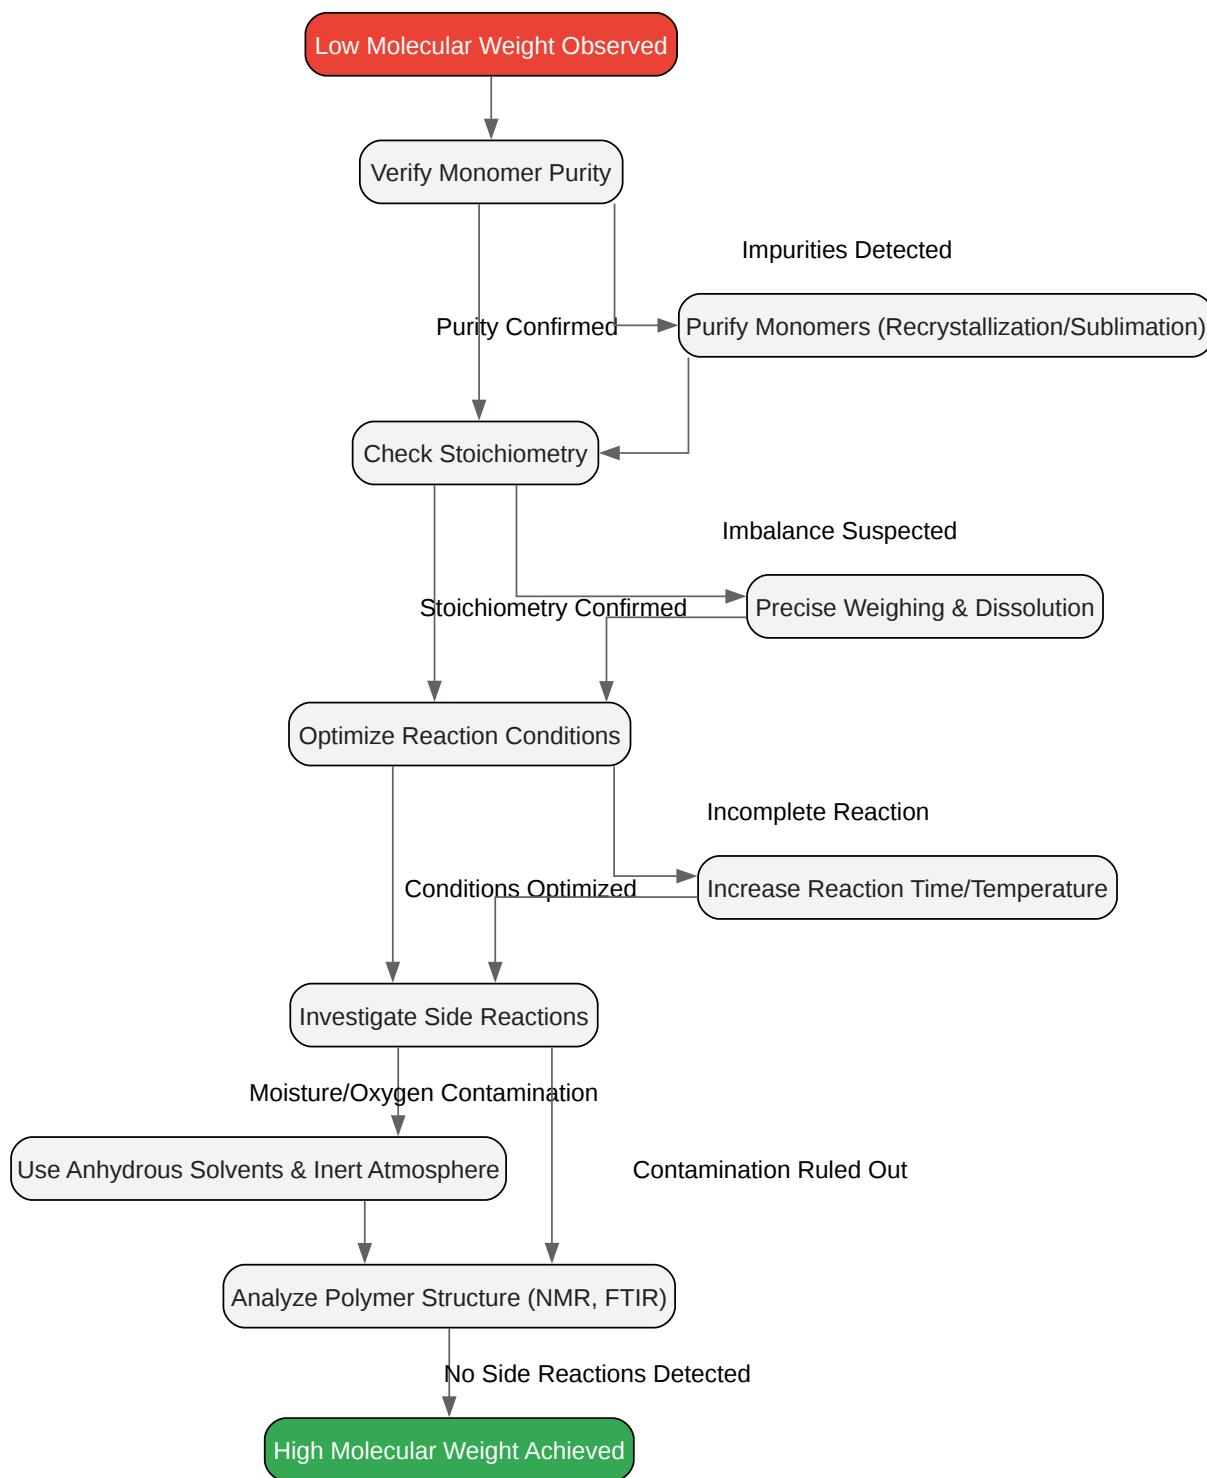 Low Molecular Weight Observed
Verify Monomer Purity
Impurities Detected
Purity Confirmed
Purify Monomers (Recrystallization/Sublimation)
Check Stoichiometry
Imbalance Suspected
Stoichiometry Confirmed
Precise Weighing & Dissolution
Optimize Reaction Conditions
Incomplete Reaction
Conditions Optimized
Increase Reaction Time/Temperature
Investigate Side Reactions
Moisture/Oxygen Contamination
Use Anhydrous Solvents & Inert Atmosphere
Contamination Ruled Out
Analyze Polymer Structure (NMR, FTIR)
No Side Reactions Detected
High Molecular Weight Achieved